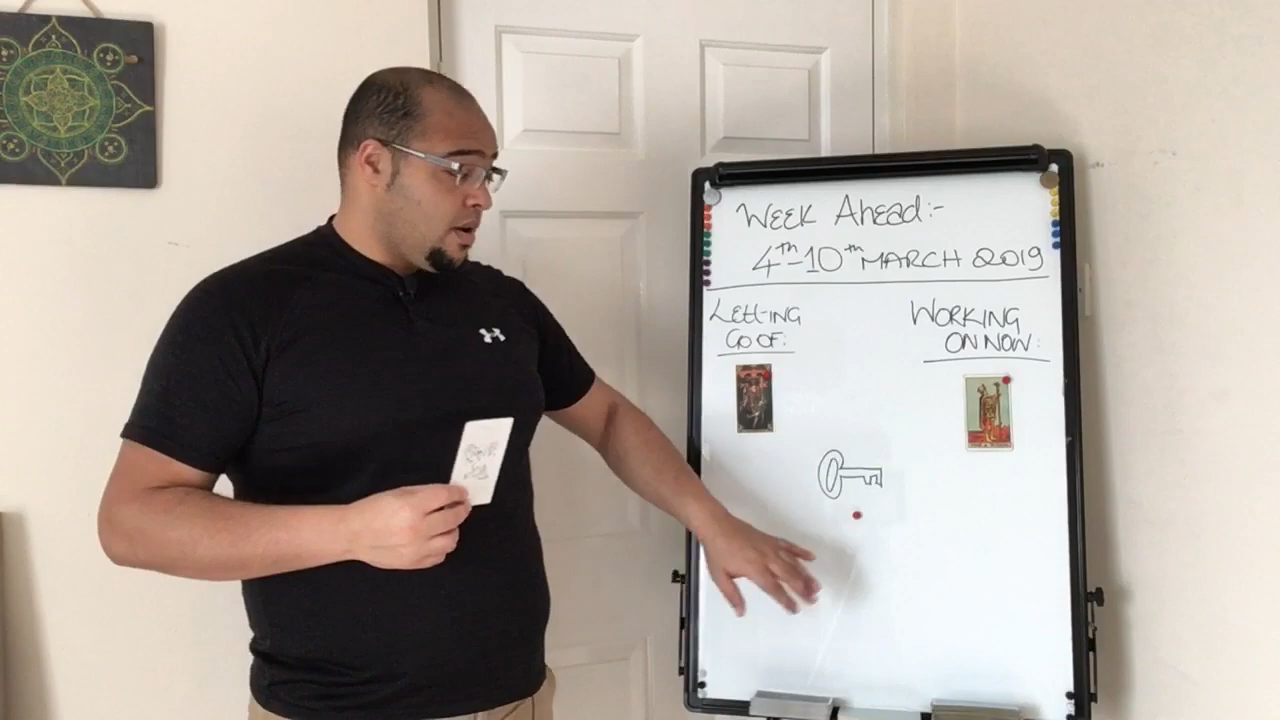 WEEK AHEAD:-
4th-10th MARCH 2019
LETTING
GO OF:
WORKING
ON NOW: